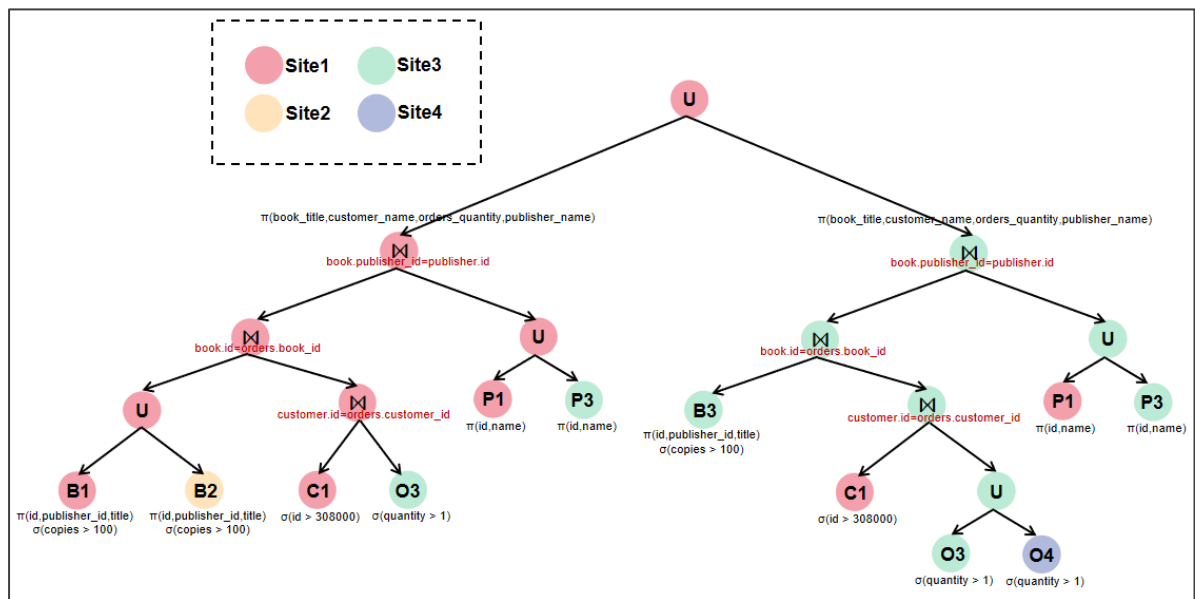 Site1
Site3
Site2
Site4
U
π(book_title,customer_name,orders_quantity,publisher_name)
π(book_title,customer_name,orders_quantity,publisher_name)
⋈
⋈
book.publisher_id=publisher.id
book.publisher_id=publisher.id
⋈
U
⋈
U
book.id=orders.book_id
book.id=orders.book_id
U
⋈
P1
P3
B3
⋈
P1
P3
customer.id=orders.customer_id
customer.id=orders.customer_id
π(id,name)
π(id,name)
π(id,publisher_id,title)
σ(copies > 100)
π(id,name)
π(id,name)
B1
B2
C1
O3
C1
U
π(id,publisher_id,title)
σ(copies > 100)
π(id,publisher_id,title)
σ(copies > 100)
σ(id > 308000)
σ(quantity > 1)
σ(id > 308000)
O3
O4
σ(quantity > 1)
σ(quantity > 1)